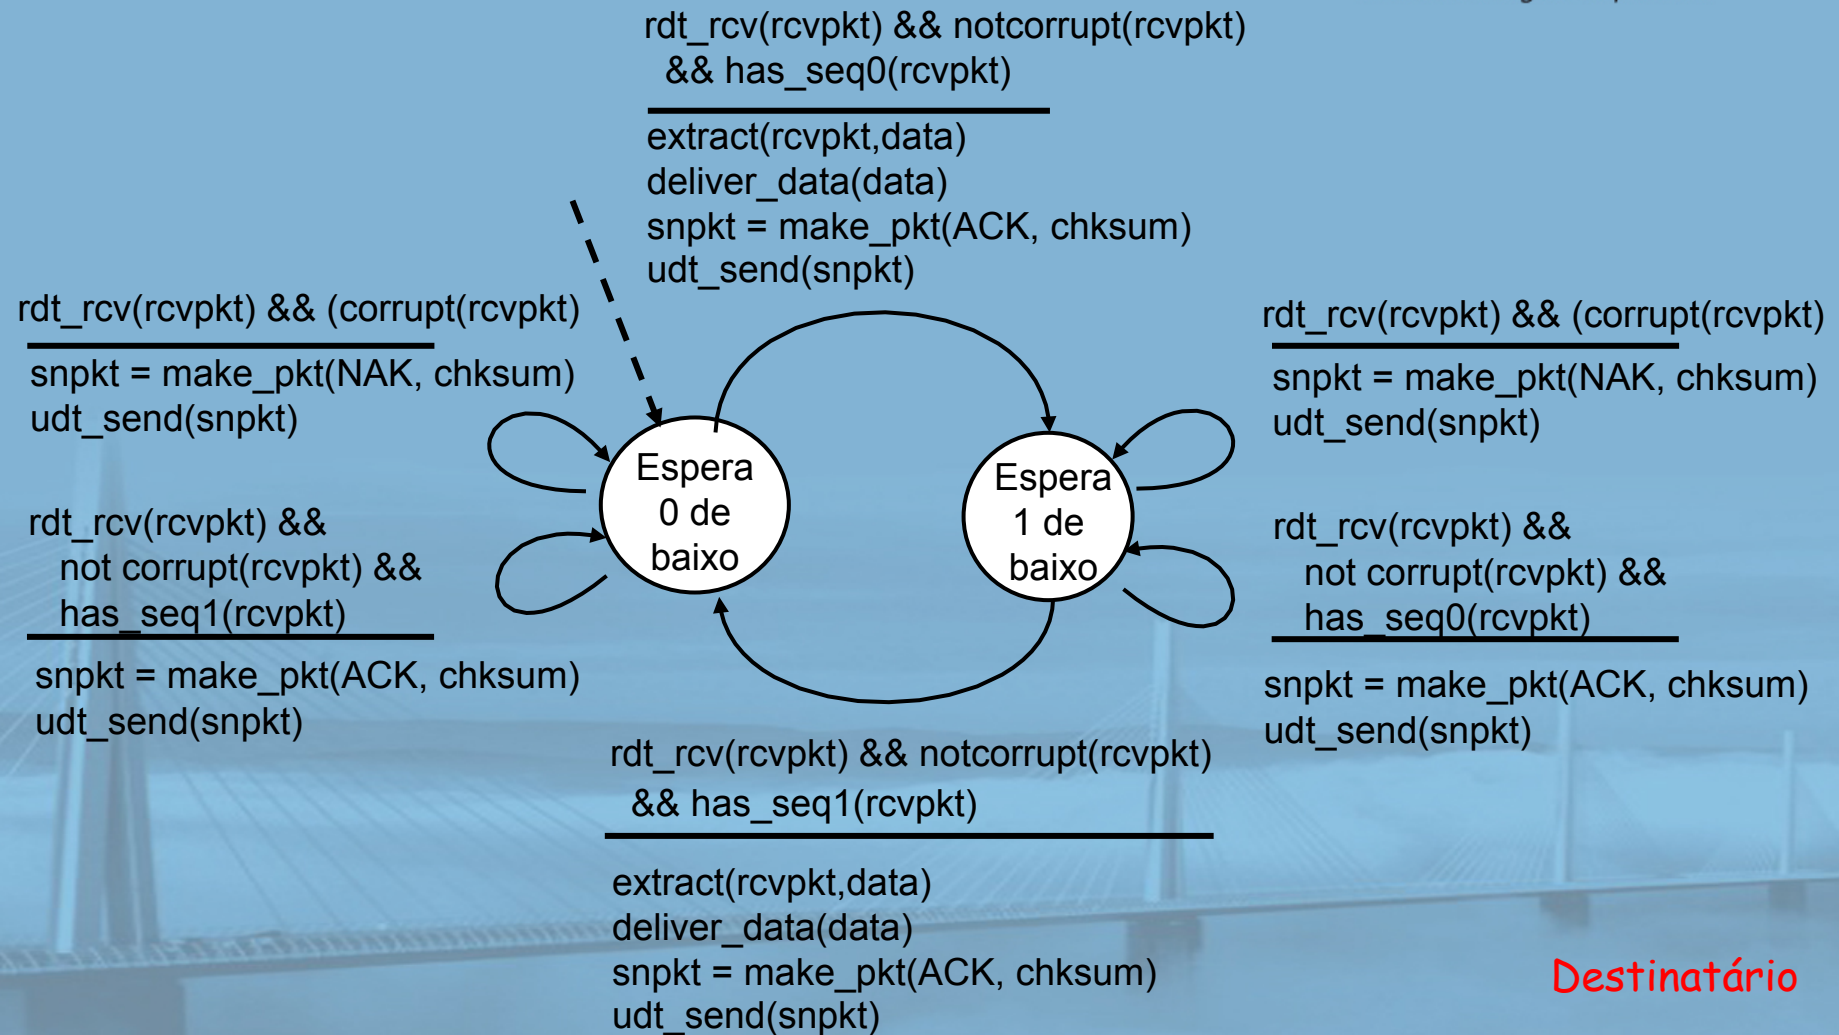 rdt_rcv(rcvpkt) && notcorrupt(rcvpkt)
&& has_seq0(rcvpkt)
extract(rcvpkt,data)
deliver_data(data)
snpkt = make_pkt(ACK, chksum)
udt_send(snpkt)
rdt_rcv(rcvpkt) && (corrupt(rcvpkt)
snpkt = make_pkt(NAK, chksum)
udt_send(snpkt)
rdt_rcv(rcvpkt) &&
not corrupt(rcvpkt) &&
has_seq1(rcvpkt)
snpkt = make_pkt(ACK, chksum)
udt_send(snpkt)
Espera
0 de
baixo
Espera
1 de
baixo
rdt_rcv(rcvpkt) && (corrupt(rcvpkt)
snpkt = make_pkt(NAK, chksum)
udt_send(snpkt)
rdt_rcv(rcvpkt) &&
not corrupt(rcvpkt) &&
has_seq0(rcvpkt)
snpkt = make_pkt(ACK, chksum)
udt_send(snpkt)
rdt_rcv(rcvpkt) && notcorrupt(rcvpkt)
&& has_seq1(rcvpkt)
extract(rcvpkt,data)
deliver_data(data)
snpkt = make_pkt(ACK, chksum)
udt_send(snpkt)
Destinatário